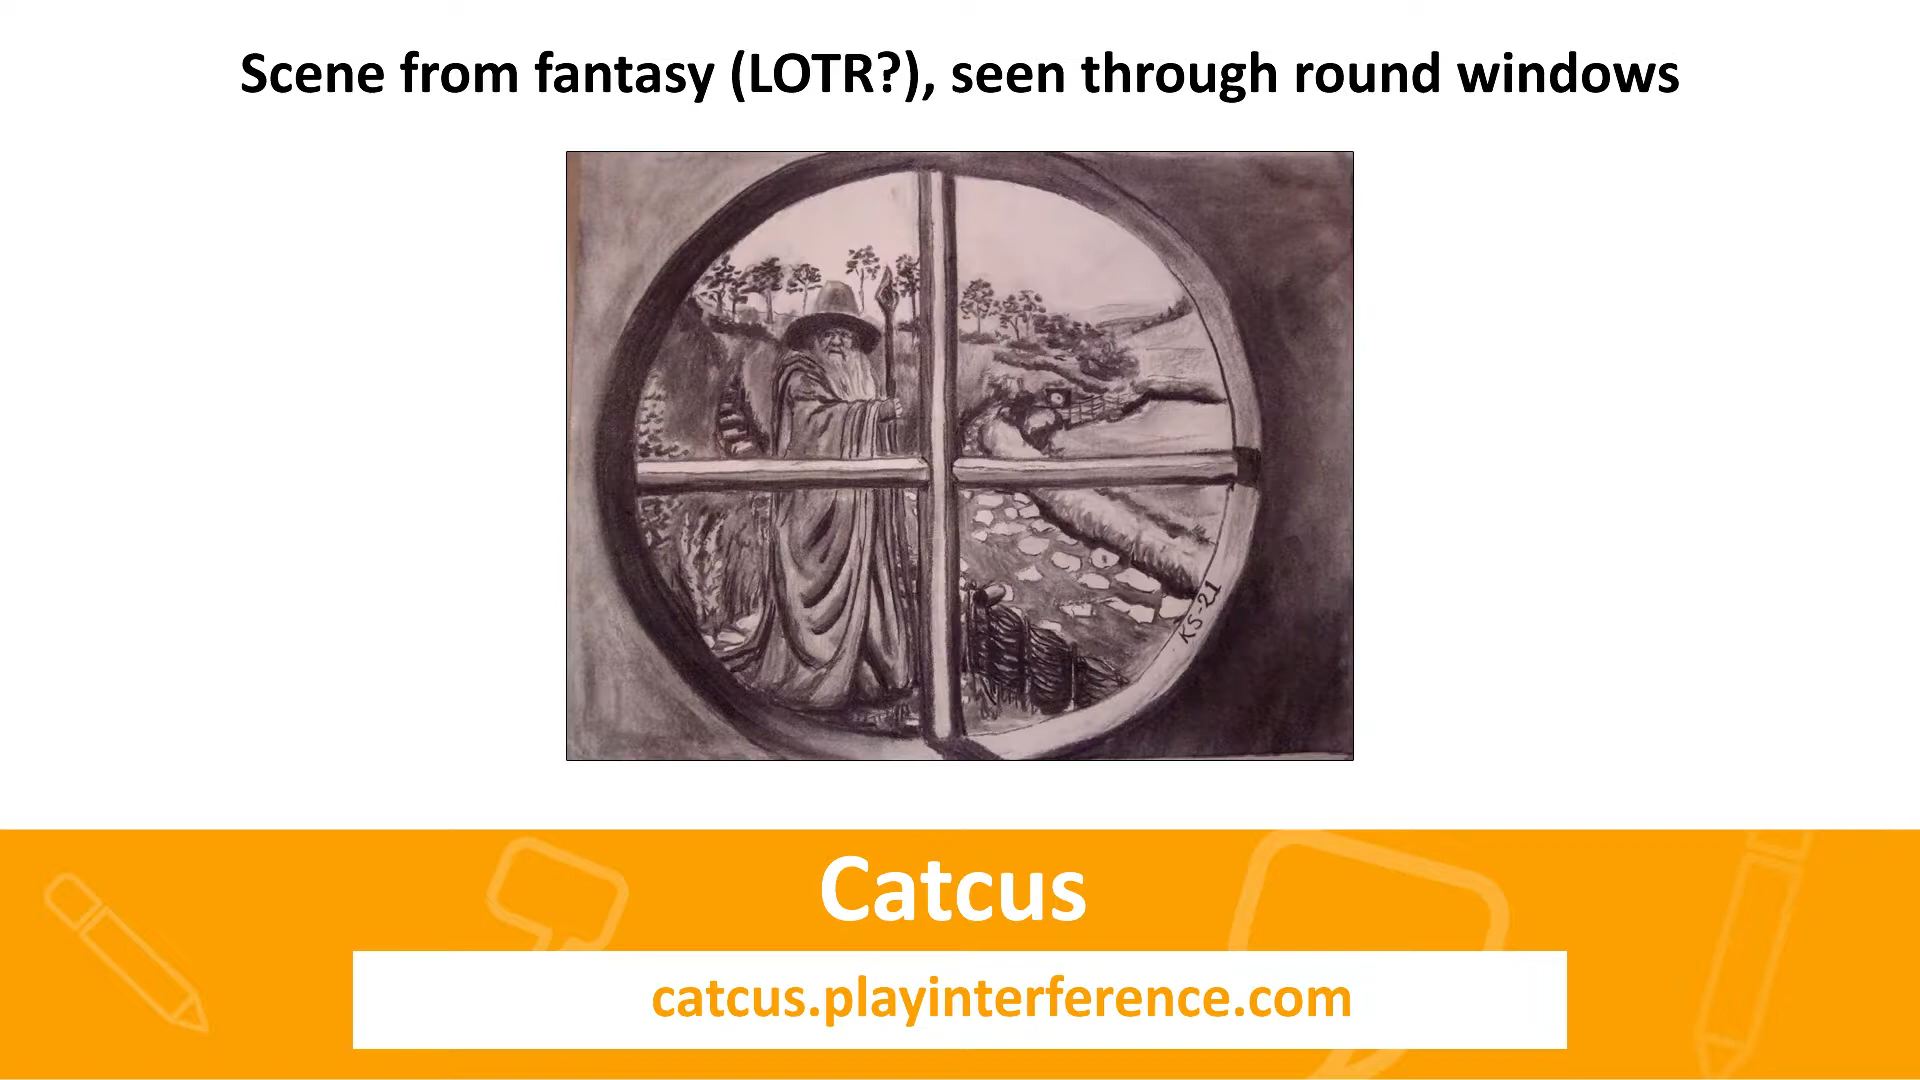 Scene from fantasy (LOTR?), seen through round windows
KS-21
Catcus
catcus.playinterference.com